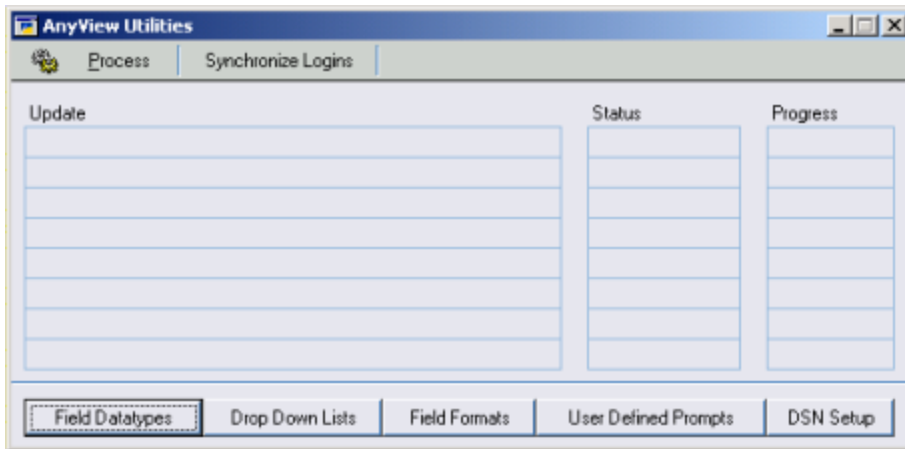 AnyView Utilities
Process Synchronize Logins
Update Status Progress
Field Datatypes Drop Down Lists Field Formats User Defined Prompts DSN Setup